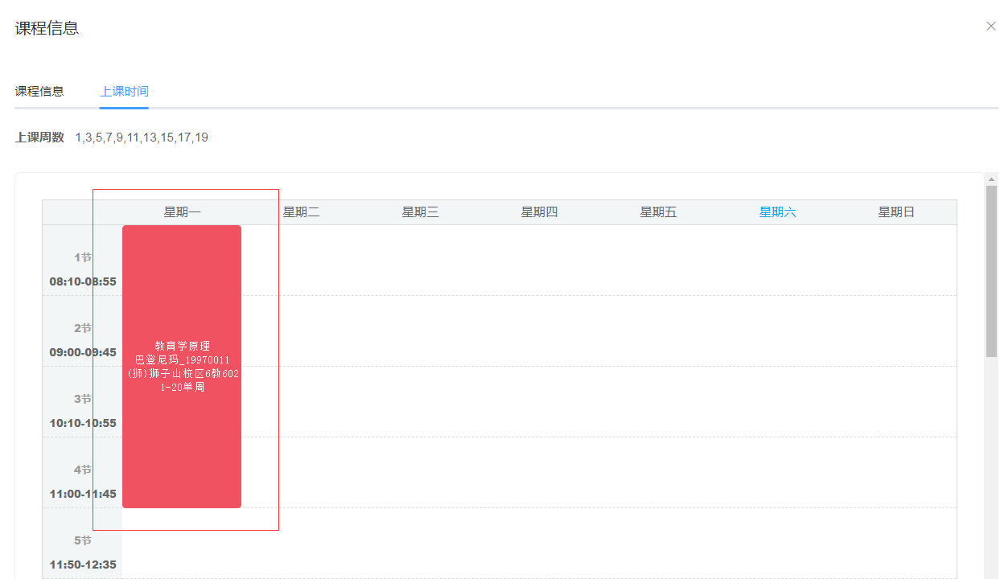 课程信息
课程信息 上课时间
上课周数 1,3,5,7,9,11,13,15,17,19
星期一 星期二 星期三 星期四 星期五 星期六 星期日
1节
08:10-08:55
2节
09:00-09:45
3节
10:10-10:55
4节
11:00-11:45
5节
11:50-12:35
教育学原理
巴登尼玛_19970011
(狮)狮子山校区6教602
1-20单周